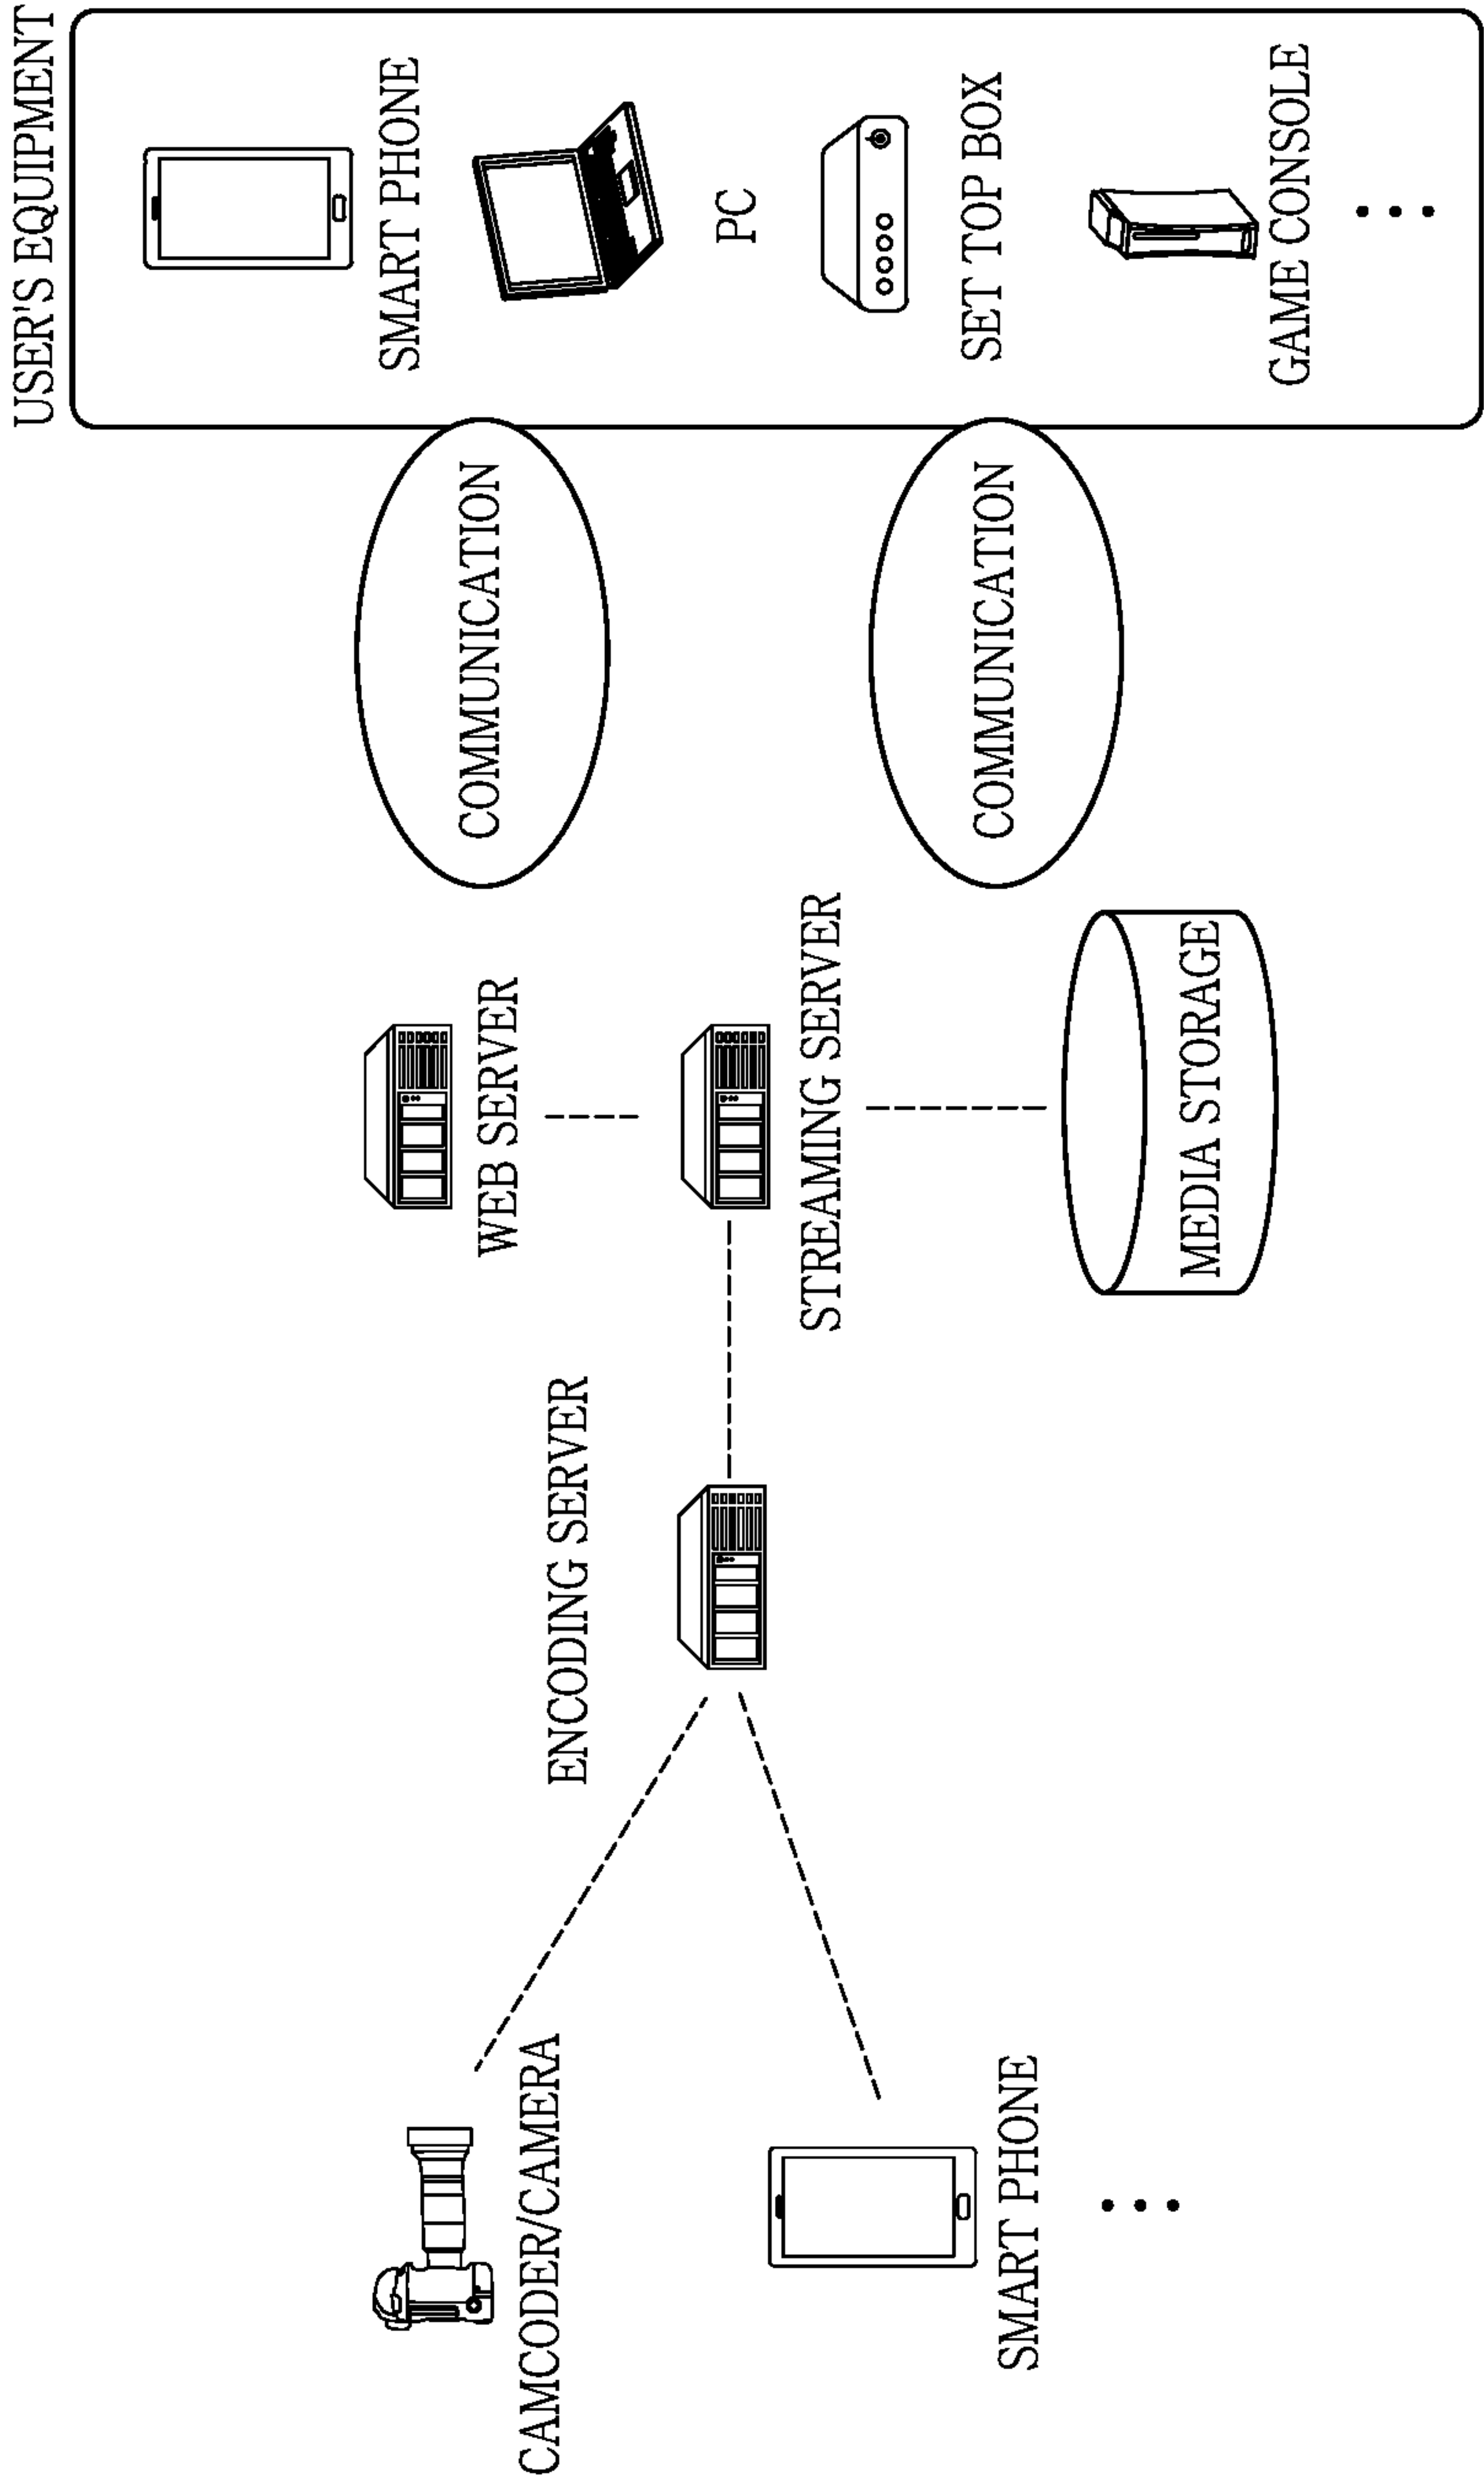 USER'S EQUIPMENT
SMART PHONE
PC
SET TOP BOX
GAME CONSOLE
COMMUNICATION
COMMUNICATION
WEB SERVER
STREAMING SERVER
MEDIA STORAGE
ENCODING SERVER
CAMCODER/CAMERA
SMART PHONE